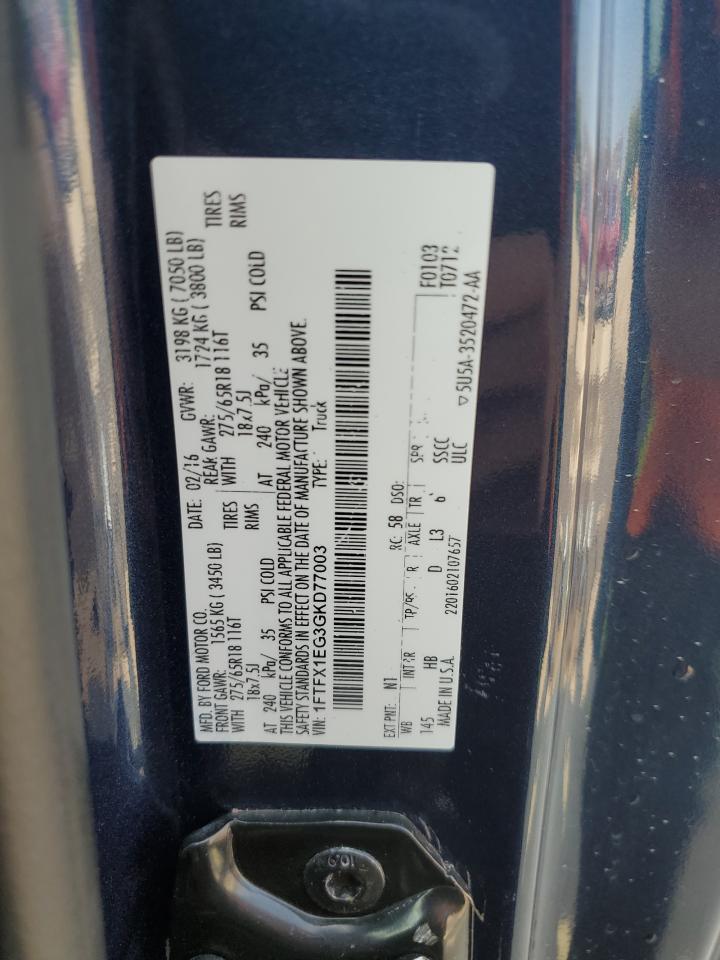 MFD. BY FORD MOTOR CO. DATE: 02/16 GVWR: 3198 KG ( 7050 LB)
FRONT GAWR: 1565 KG ( 3450 LB) REAR GAWR: 1724 KG ( 3800 LB)
WITH 275/65R18 116T TIRES WITH 275/65R18 116T TIRES
18x7.5J RIMS 18x7.5J RIMS
AT 240 kPa/ 35 PSI COLD AT 240 kPa/ 35 PSI COLD
THIS VEHICLE CONFORMS TO ALL APPLICABLE FEDERAL MOTOR VEHICLE
SAFETY STANDARDS IN EFFECT ON THE DATE OF MANUFACTURE SHOWN ABOVE.
VIN: 1FTFX1EG3GKD77003 TYPE: Truck
EXT PNT: N1 RC: 58 DSO: F0103
WB INT TR TP/PS R AXLE TR SPR T0712
145 HB D L3 6 SSCC
MADE IN U.S.A. 2201602107657 ULC ▽5U5A-3520472-AA
10.9